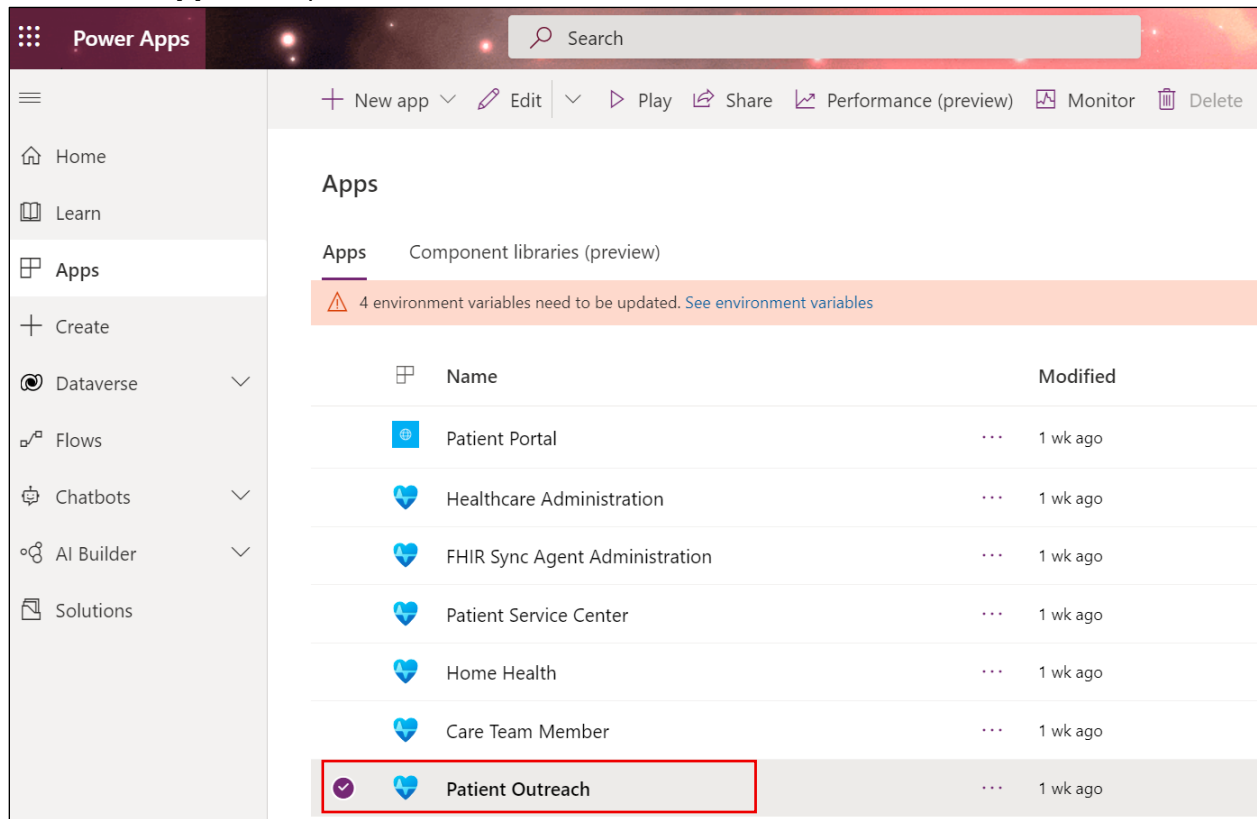 Power Apps
Search
New app Edit Play Share Performance (preview) Monitor Delete
Home
Learn
Apps
Create
Dataverse
Flows
Chatbots
AI Builder
Solutions
Apps
Apps Component libraries (preview)
4 environment variables need to be updated. See environment variables
Name Modified
Patient Portal ... 1 wk ago
Healthcare Administration ... 1 wk ago
FHIR Sync Agent Administration ... 1 wk ago
Patient Service Center ... 1 wk ago
Home Health ... 1 wk ago
Care Team Member ... 1 wk ago
Patient Outreach ... 1 wk ago